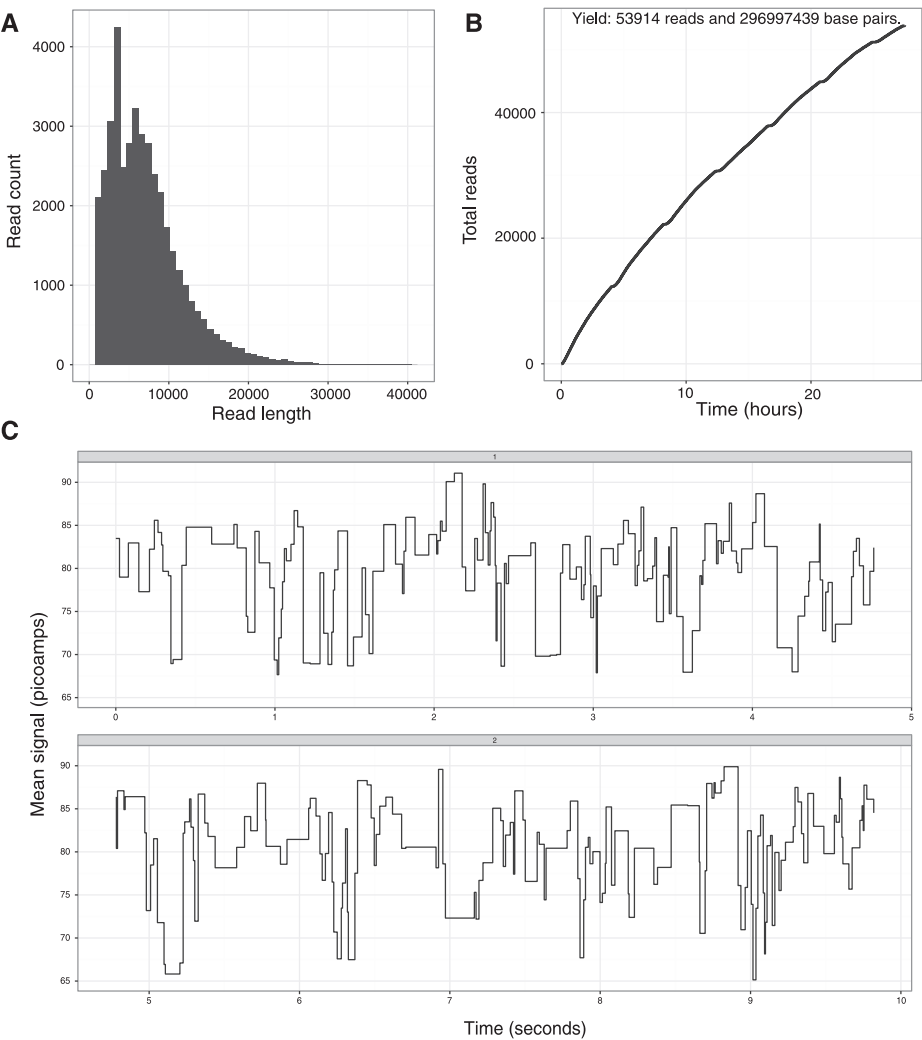 A
4000
3000
2000
1000
0
Read count
0 10000 20000 30000 40000
Read length
B
Yield: 53914 reads and 296997439 base pairs.
40000
20000
0
Total reads
0 10 20
Time (hours)
C
1
90
85
80
75
70
65
0 1 2 3 4 5
Mean signal (picoamps)
2
90
85
80
75
70
65
5 6 7 8 9 10
Time (seconds)